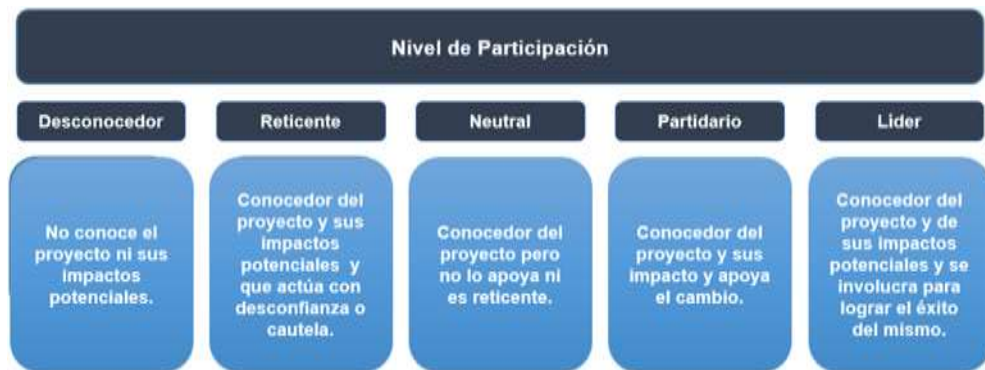 Nivel de Participación
Desconocedor
Reticente
Neutral
Partidario
Lider
No conoce el
proyecto ni sus
impactos
potenciales.
Conocedor del
proyecto y sus
impactos
potenciales y
que actúa con
desconfianza o
cautela.
Conocedor del
proyecto pero
no lo apoya ni
es reticente.
Conocedor del
proyecto y sus
impacto y apoya
el cambio.
Conocedor del
proyecto y de
sus impactos
potenciales y se
involucra para
lograr el éxito
del mismo.